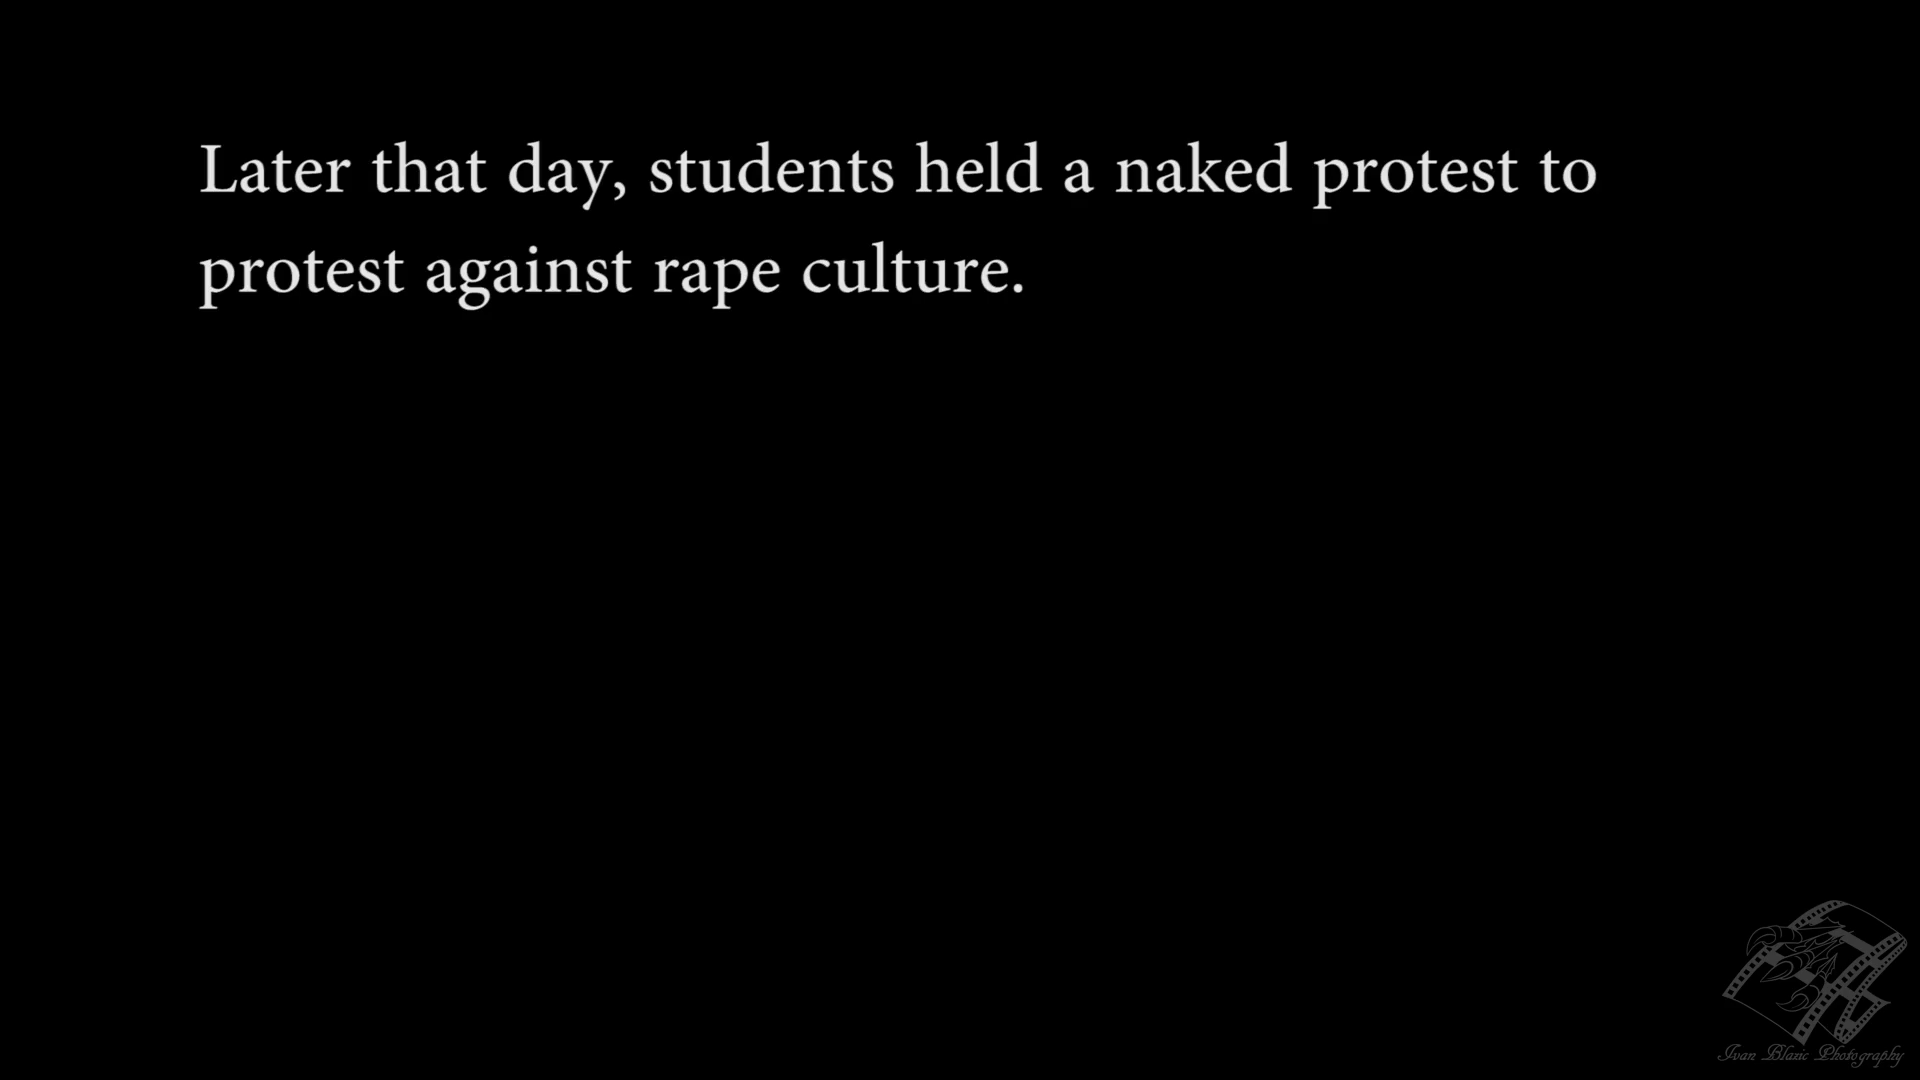 Later that day, students held a naked protest to
protest against rape culture.
Ivan Blazic Photography